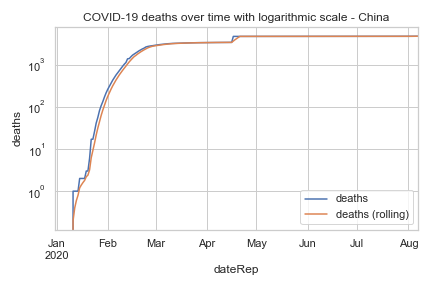 COVID-19 deaths over time with logarithmic scale - China
deaths
10³
10²
10¹
10⁰
deaths
deaths (rolling)
Jan Feb Mar Apr May Jun Jul Aug
2020
dateRep